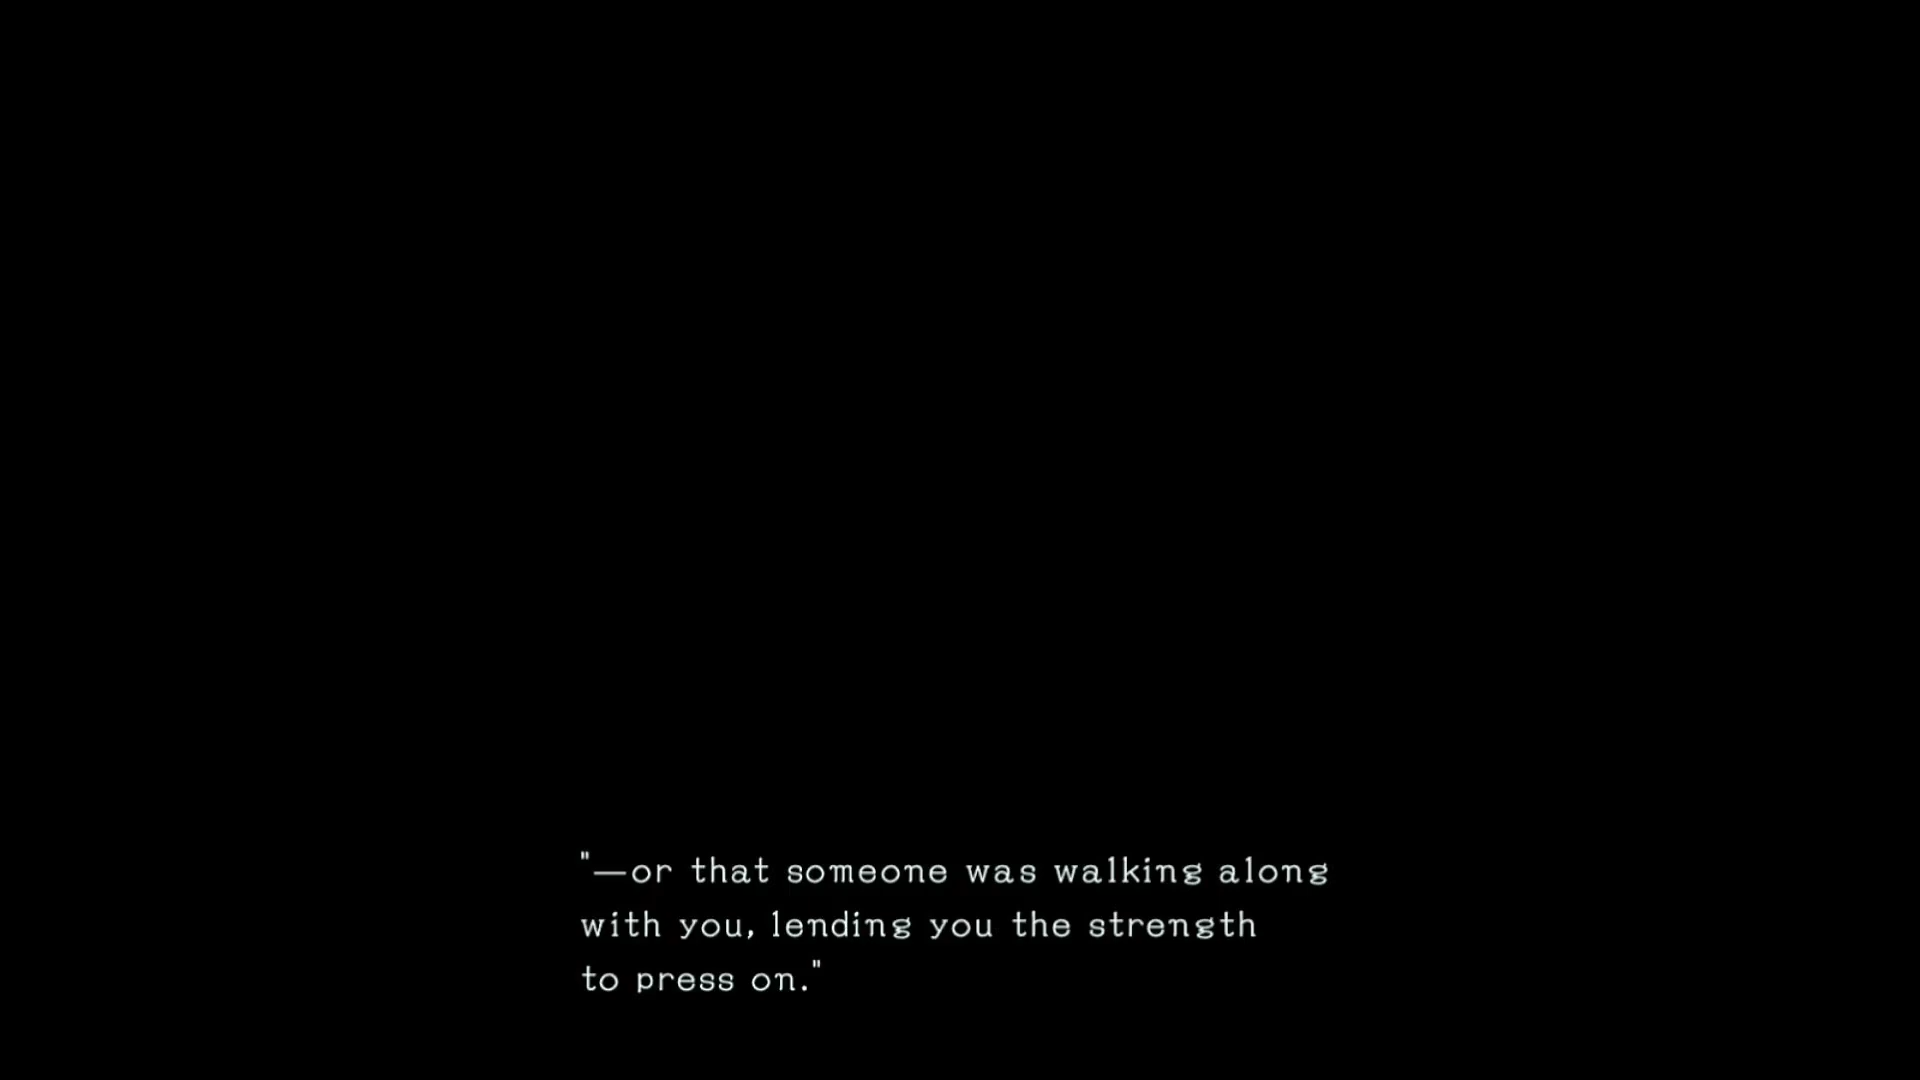 "—or that someone was walking along
with you, lending you the strength
to press on."